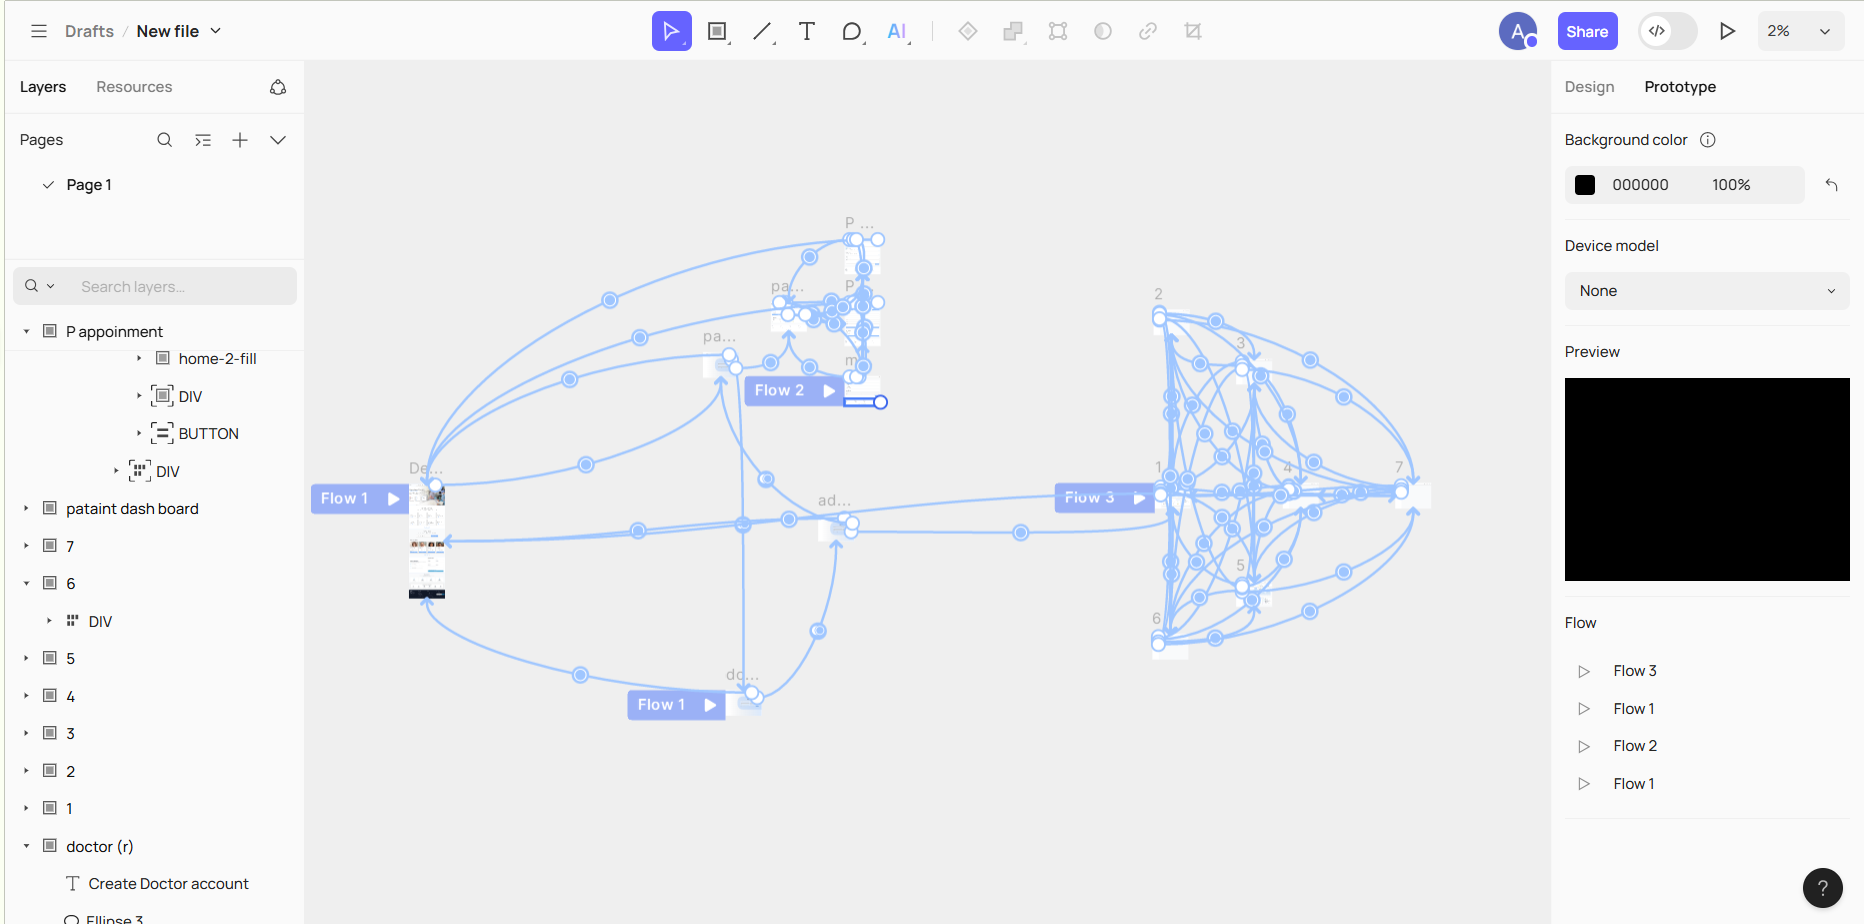 Drafts / New file
T
AI
A
Share
2%
Layers
Resources
Pages
Page 1
Search layers...
P appoinment
home-2-fill
DIV
BUTTON
DIV
pataint dash board
7
6
DIV
5
4
3
2
1
doctor (r)
Create Doctor account
Ellipse 3
P ...
pa...
P
pa...
m
Flow 2
De...
Flow 1
ad...
do...
Flow 1
2
3
1
4
7
Flow 3
5
6
Design
Prototype
Background color
000000
100%
Device model
None
Preview
Flow
Flow 3
Flow 1
Flow 2
Flow 1
?